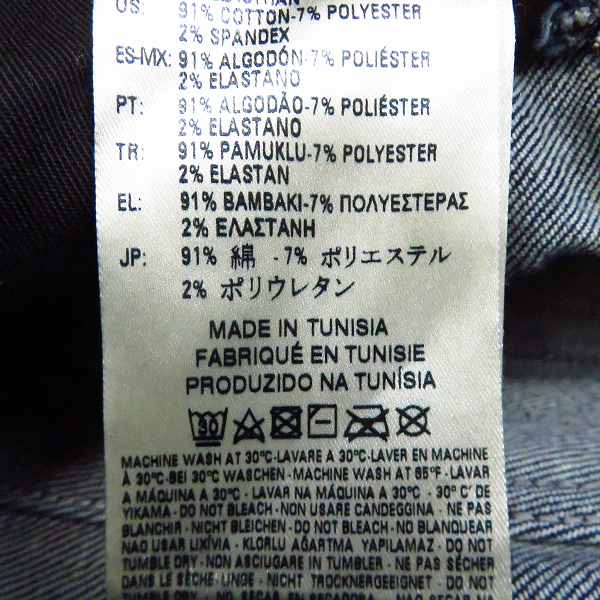 US: 91% COTTON-7% POLYESTER
2% SPANDEX
ES-MX: 91% ALGODÓN-7% POLIÉSTER
2% ELASTANO
PT: 91% ALGODÃO-7% POLIÉSTER
2% ELASTANO
TR: 91% PAMUKLU-7% POLYESTER
2% ELASTAN
EL: 91% BAMBAKI-7% ΠΟΛΥΕΣΤΕΡΑΣ
2% ΕΛΑΣΤΑΝΗ
JP: 91% 綿 -7% ポリエステル
2% ポリウレタン
MADE IN TUNISIA
FABRIQUÉ EN TUNISIE
PRODUZIDO NA TUNÍSIA
30
MACHINE WASH AT 30°C-LAVARE A 30°C-LAVER EN MACHINE
À 30°C-BEI 30°C WASCHEN-MACHINE WASH AT 85°F-LAVAR
A MÁQUINA A 30°C - LAVAR NA MÁQUINA A 30°C - 30°C' DE
YIKAMA-DO NOT BLEACH-NON USARE CANDEGGINA-NE PAS
BLANCHIR-NICHT BLEICHEN-DO NOT BLEACH-NO BLANQUEAR
NAO USAR LIXÍVIA - KLORLU AĞARTMA YAPILAMAZ - DO NOT
TUMBLE DRY-NON ASCIUGARE IN TUMBLER-NE PAS SÉCHER
DANS LE SÈCHE-LINGE - NICHT TROCKNERGEEIGNET - DO NOT